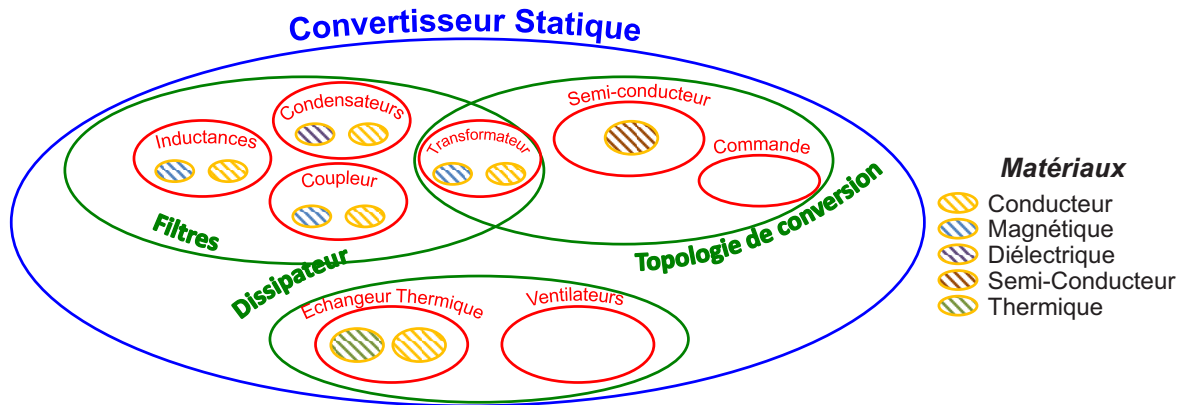 Convertisseur Statique
Condensateurs
Semi-conducteur
Inductances
Transformateur
Commande
Coupleur
Filtres
Topologie de conversion
Dissipateur
Echangeur Thermique
Ventilateurs
Matériaux
Conducteur
Magnétique
Diélectrique
Semi-Conducteur
Thermique